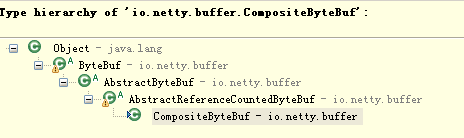 Type hierarchy of 'io.netty.buffer.CompositeByteBuf':
Object - java.lang
A ByteBuf - io.netty.buffer
A AbstractByteBuf - io.netty.buffer
A AbstractReferenceCountedByteBuf - io.netty.buffer
CompositeByteBuf - io.netty.buffer